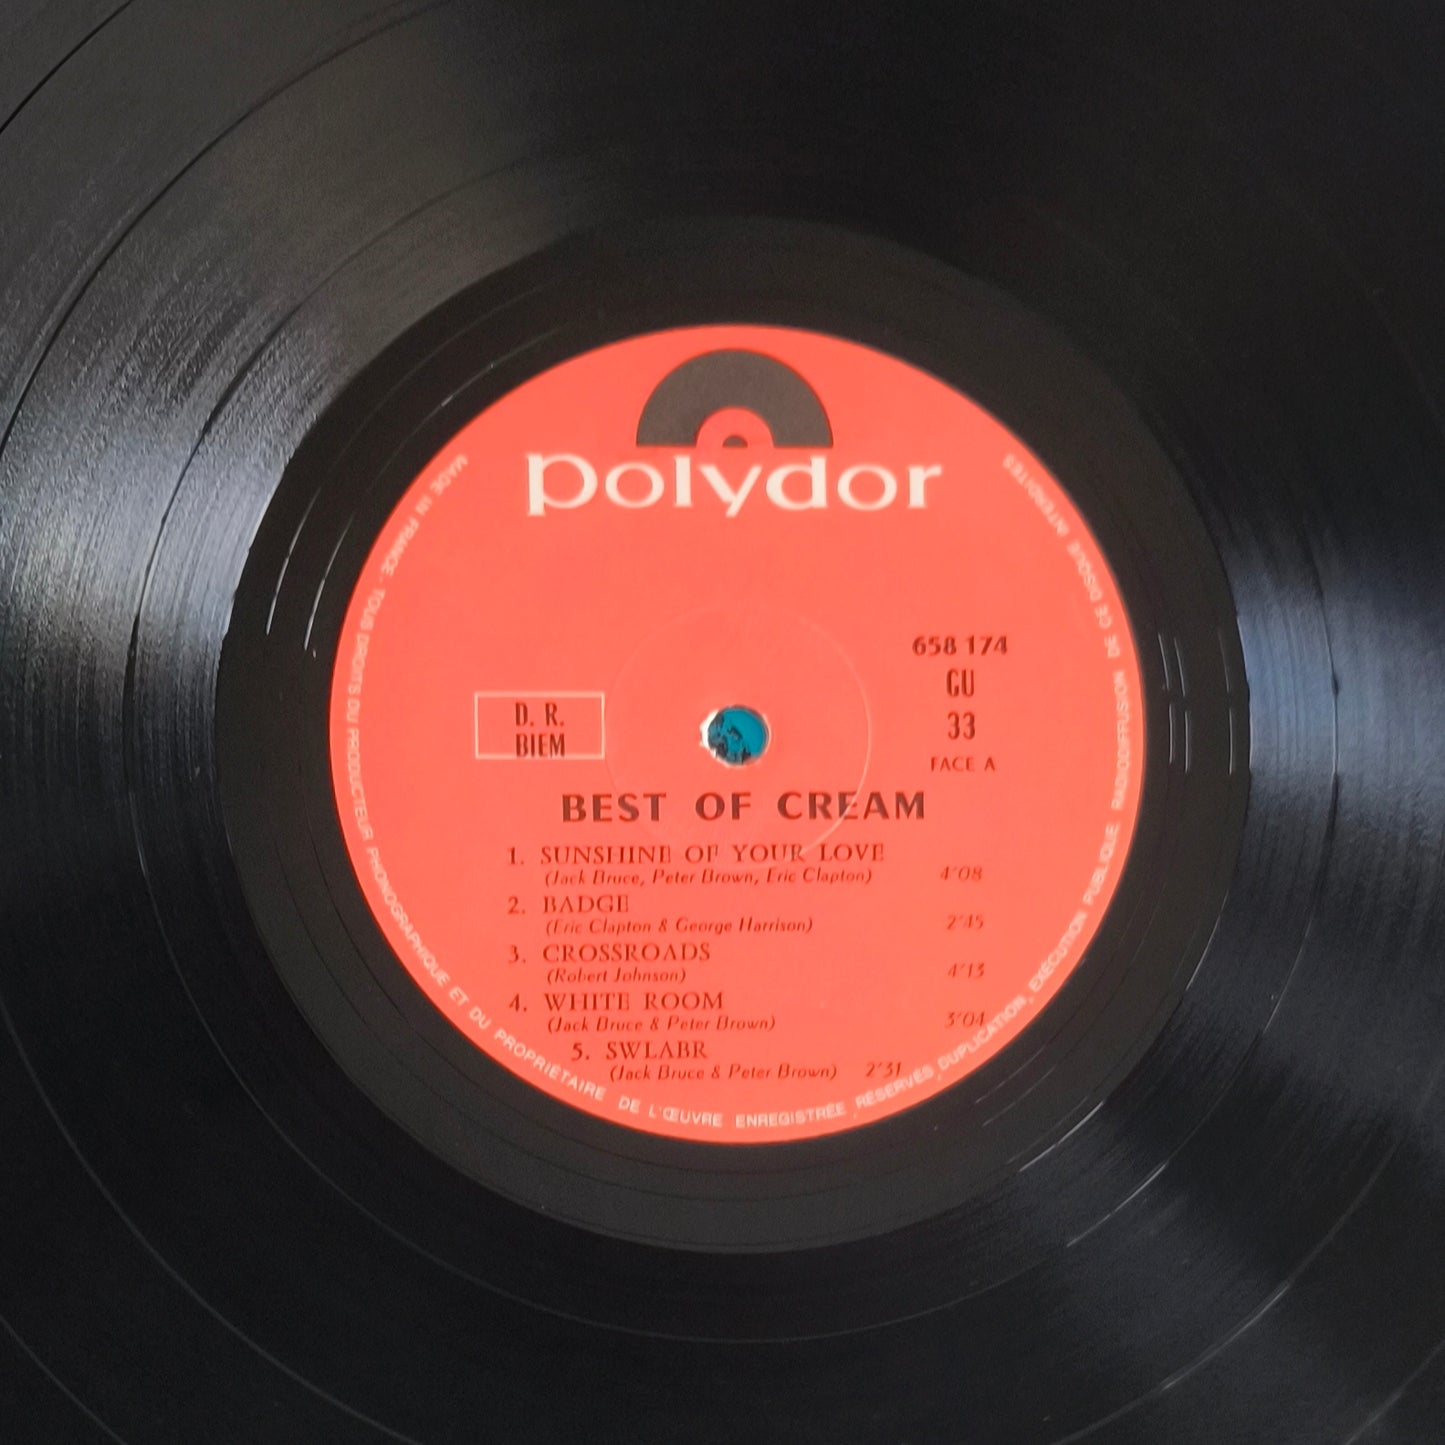 polydor
658 174
GU
33
FACE A
D. R.
BIEM
BEST OF CREAM
1. SUNSHINE OF YOUR LOVE
(Jack Bruce, Peter Brown, Eric Clapton) 4'08
2. BADGE
(Eric Clapton & George Harrison) 2'45
3. CROSSROADS
(Robert Johnson) 4'13
4. WHITE ROOM
(Jack Bruce & Peter Brown) 3'04
5. SWLABR
(Jack Bruce & Peter Brown) 2'31
MADE IN FRANCE · TOUS DROITS DU PRODUCTEUR PHONOGRAPHIQUE ET DU PROPRIÉTAIRE DE L'ŒUVRE ENREGISTRÉE RÉSERVÉS DUPLICATION, EXÉCUTION PUBLIQUE RADIODIFFUSION DE CE DISQUE INTERDITES